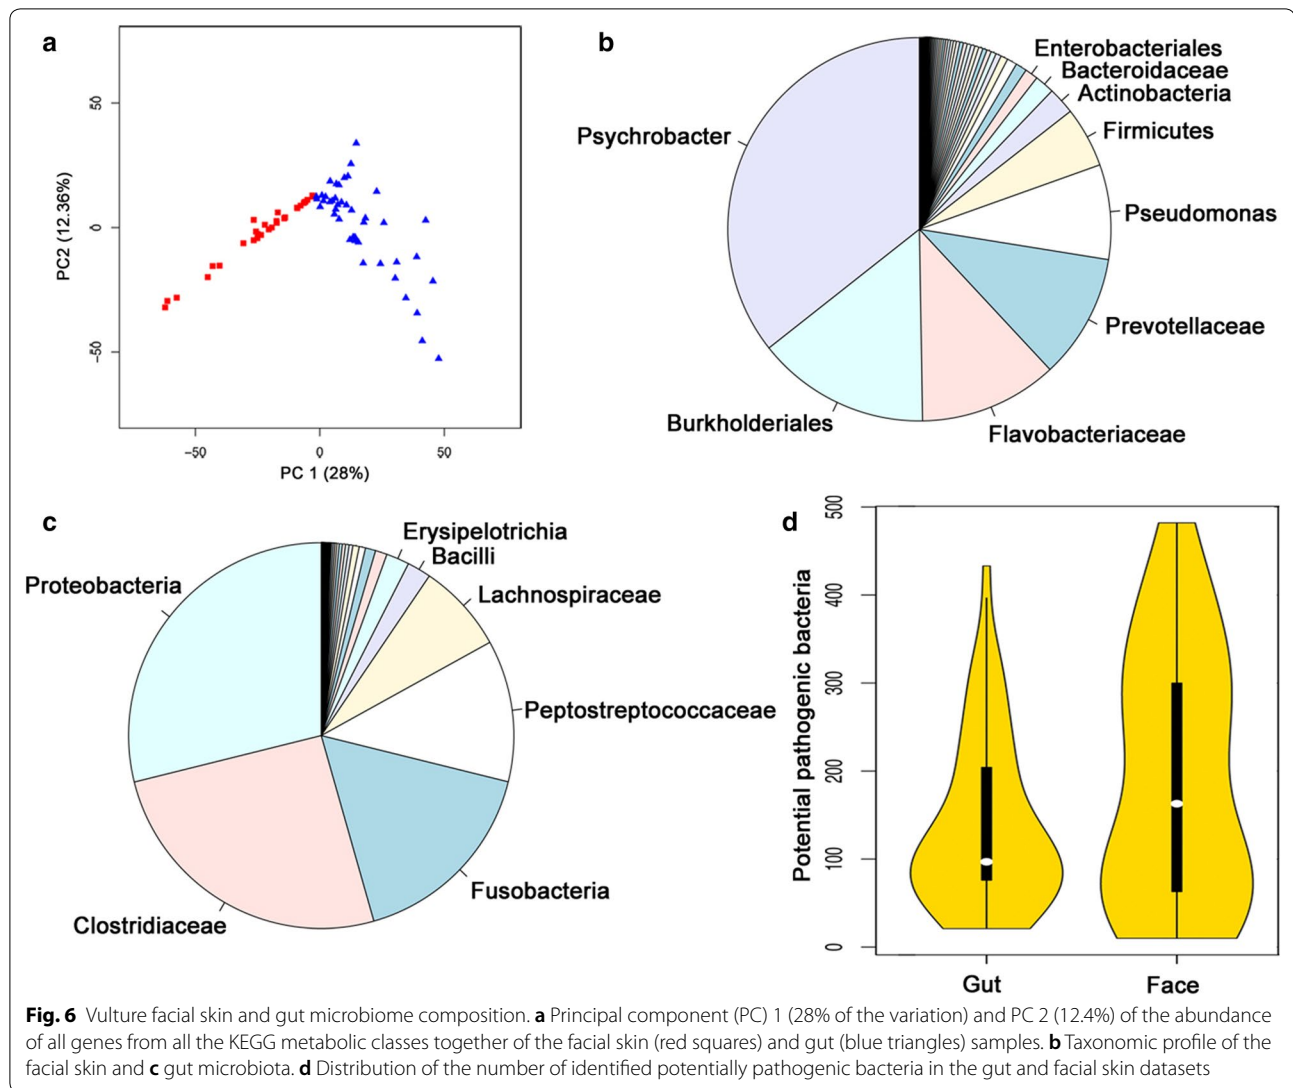 a
50
0
−50
PC2 (12.36%)
−50
0
50
PC 1 (28%)
b
Enterobacteriales
Bacteroidaceae
Actinobacteria
Firmicutes
Psychrobacter
Pseudomonas
Prevotellaceae
Burkholderiales
Flavobacteriaceae
c
Erysipelotrichia
Bacilli
Proteobacteria
Lachnospiraceae
Peptostreptococcaceae
Fusobacteria
Clostridiaceae
d
500
400
300
200
100
0
Potential pathogenic bacteria
Gut
Face
Fig. 6 Vulture facial skin and gut microbiome composition. a Principal component (PC) 1 (28% of the variation) and PC 2 (12.4%) of the abundance
of all genes from all the KEGG metabolic classes together of the facial skin (red squares) and gut (blue triangles) samples. b Taxonomic profile of the
facial skin and c gut microbiota. d Distribution of the number of identified potentially pathogenic bacteria in the gut and facial skin datasets